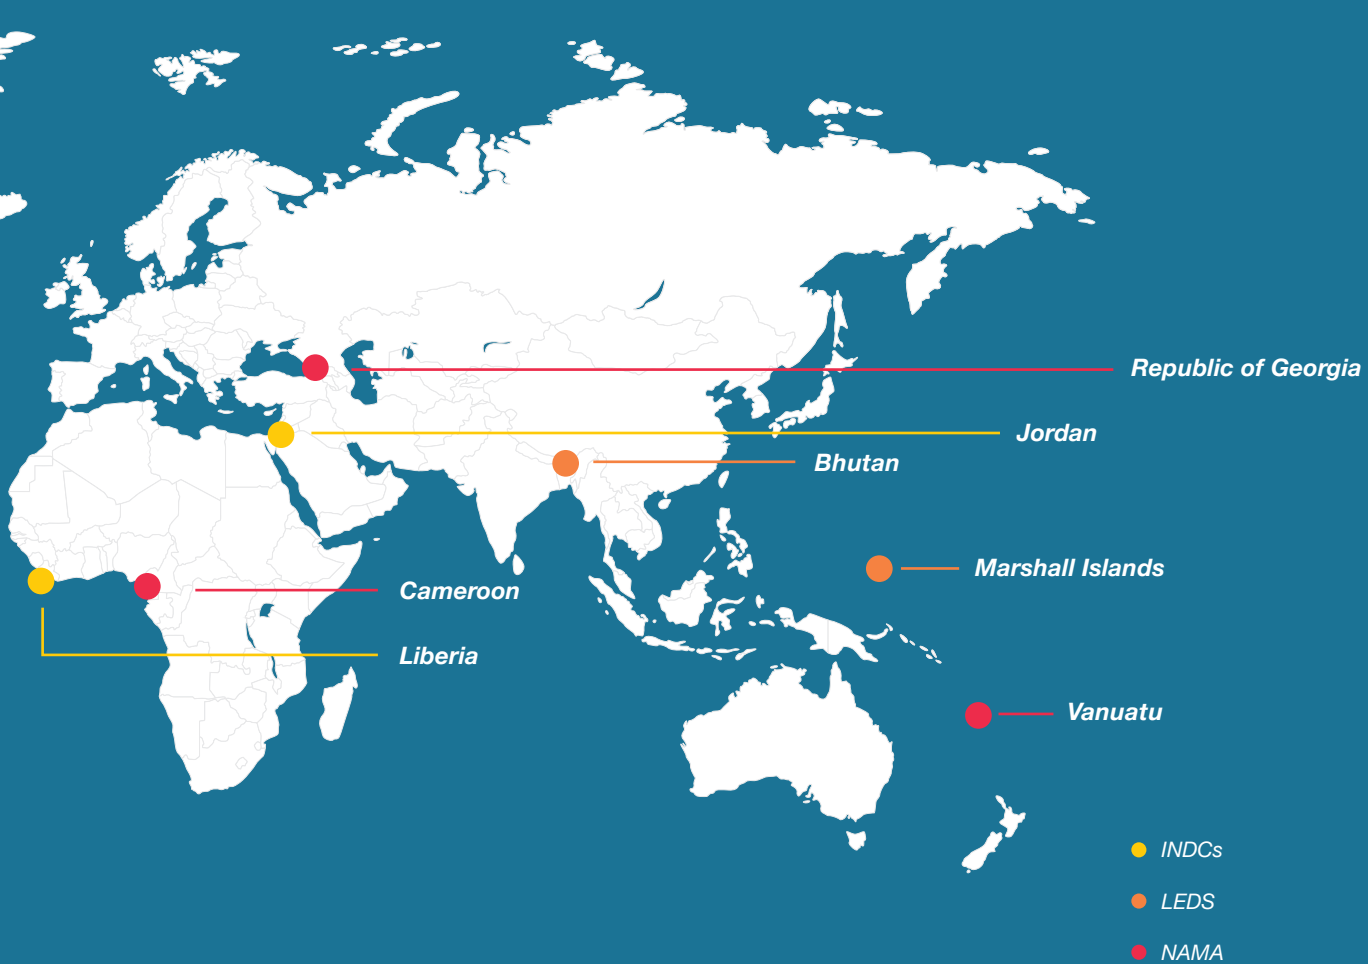 Republic of Georgia
Jordan
Bhutan
Marshall Islands
Cameroon
Liberia
Vanuatu
INDCs
LEDS
NAMA